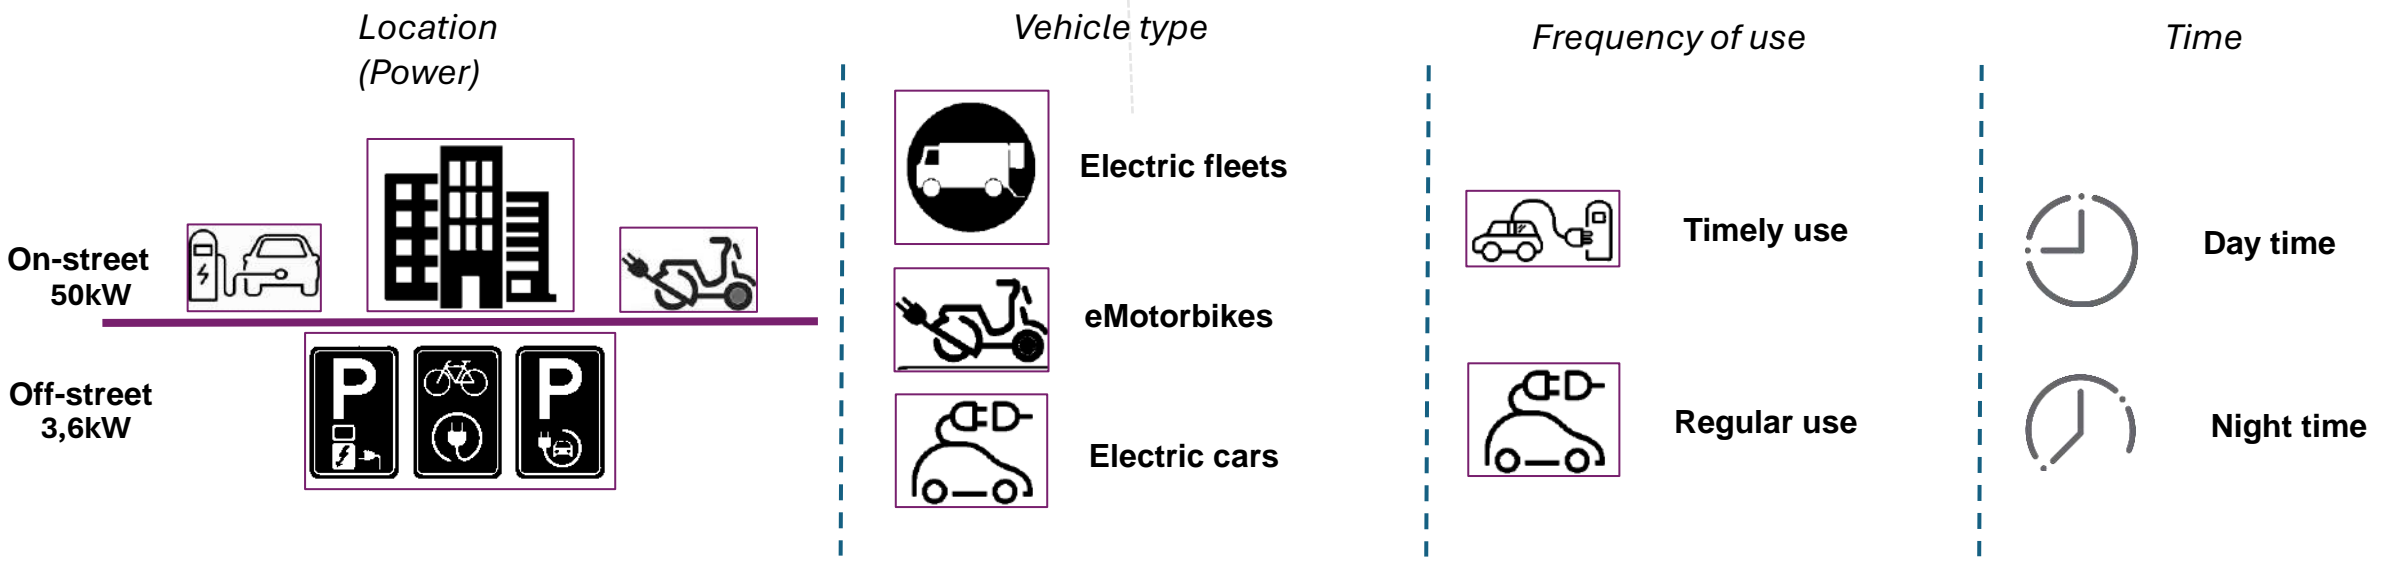 Location
(Power)
On-street
50kW
Off-street
3,6kW
P
P
Vehicle type
Electric fleets
eMotorbikes
Electric cars
Frequency of use
Timely use
Regular use
Time
Day time
Night time